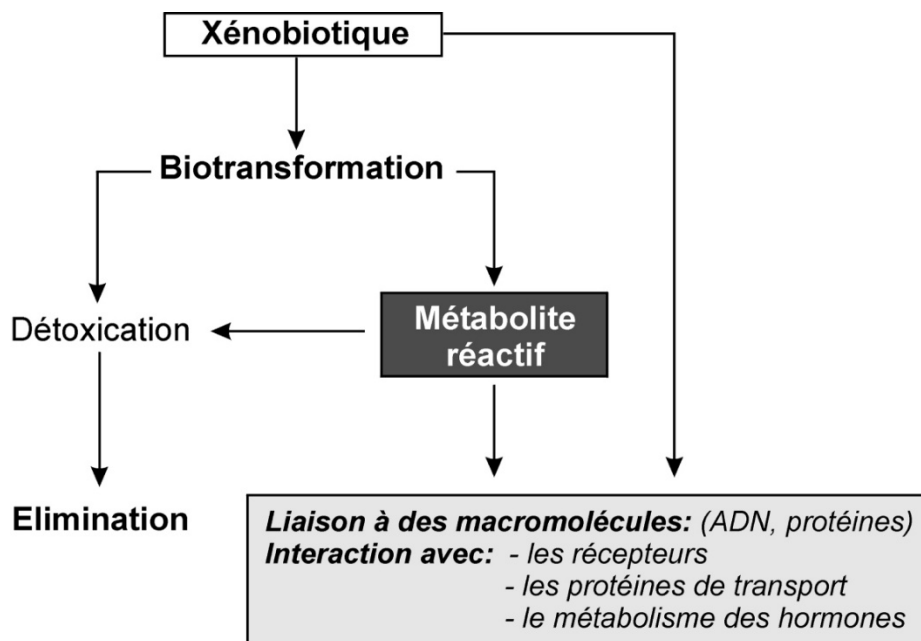 Xénobiotique
Biotransformation
Détoxication
Métabolite
réactif
Elimination
Liaison à des macromolécules: (ADN, protéines)
Interaction avec: - les récepteurs
- les protéines de transport
- le métabolisme des hormones